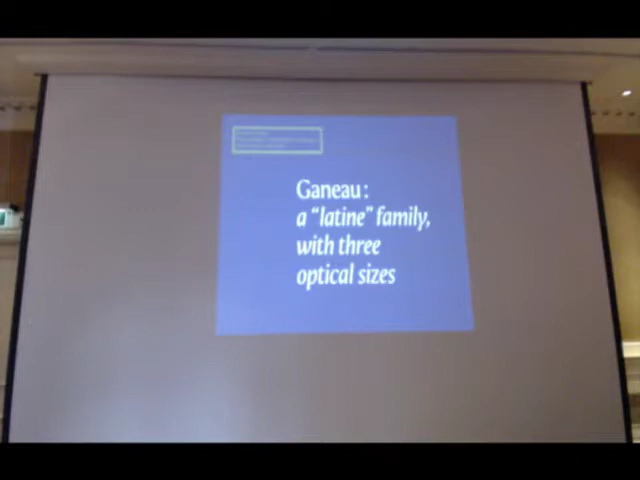 Ganeau :
a “latine” family,
with three
optical sizes